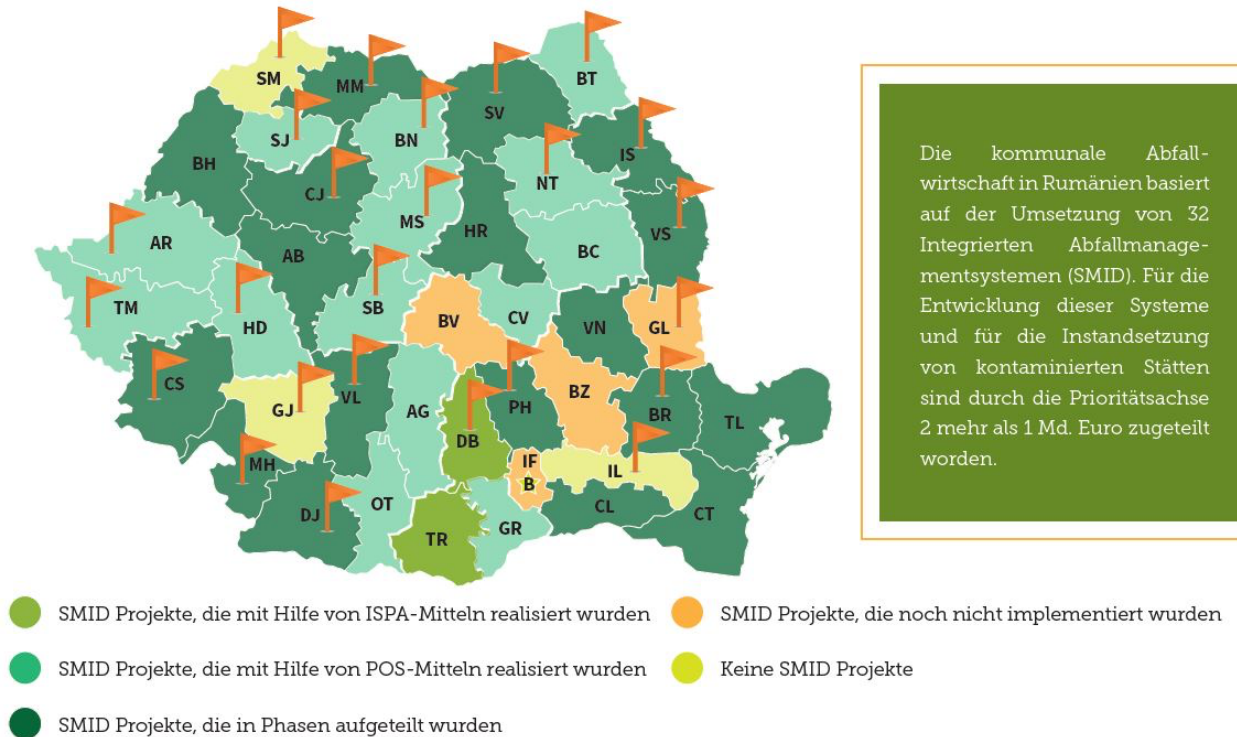 SM
MM
BT
SV
SJ
BN
IS
BH
NT
CJ
MS
VS
HR
AR
BC
AB
TM
SB
HD
BV
CV
VN
GL
CS
VL
GJ
AG
PH
BZ
BR
TL
DB
MH
IF
IL
B
OT
DJ
CL
CT
TR
GR
Die kommunale Abfall-
wirtschaft in Rumänien basiert
auf der Umsetzung von 32
Integrierten Abfallmanage-
mentsystemen (SMID). Für die
Entwicklung dieser Systeme
und für die Instandsetzung
von kontaminierten Stätten
sind durch die Prioritätsachse
2 mehr als 1 Md. Euro zugeteilt
worden.
SMID Projekte, die mit Hilfe von ISPA-Mitteln realisiert wurden
SMID Projekte, die noch nicht implementiert wurden
SMID Projekte, die mit Hilfe von POS-Mitteln realisiert wurden
Keine SMID Projekte
SMID Projekte, die in Phasen aufgeteilt wurden